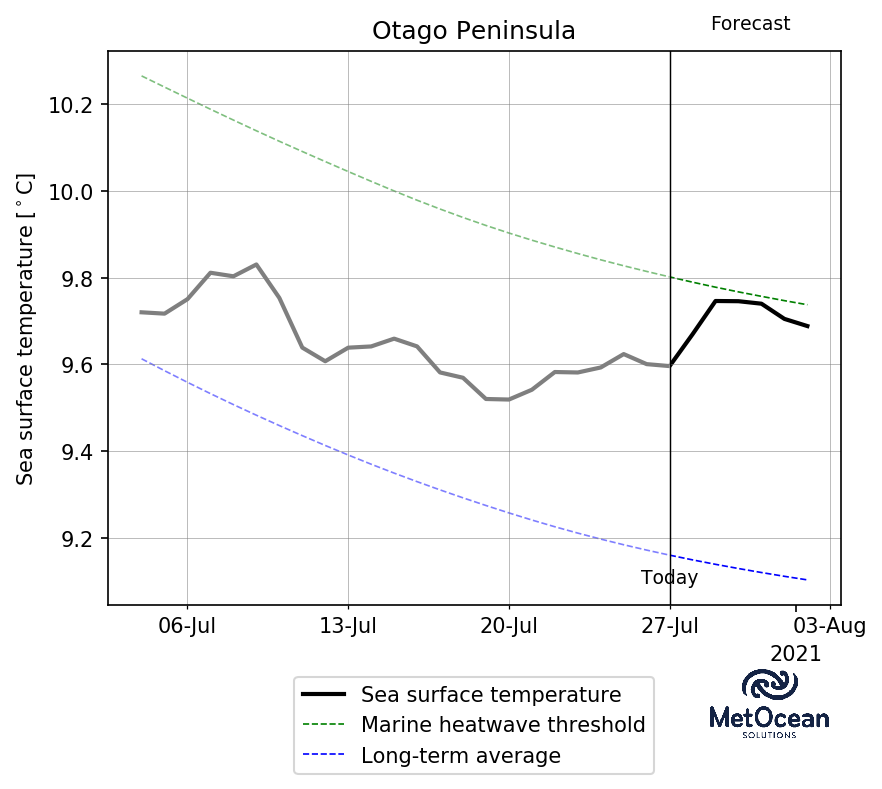 Forecast
Otago Peninsula
Sea surface temperature [°C]
10.2
10.0
9.8
9.6
9.4
9.2
Today
06-Jul
13-Jul
20-Jul
27-Jul
03-Aug
2021
Sea surface temperature
Marine heatwave threshold
Long-term average
MetOcean
SOLUTIONS